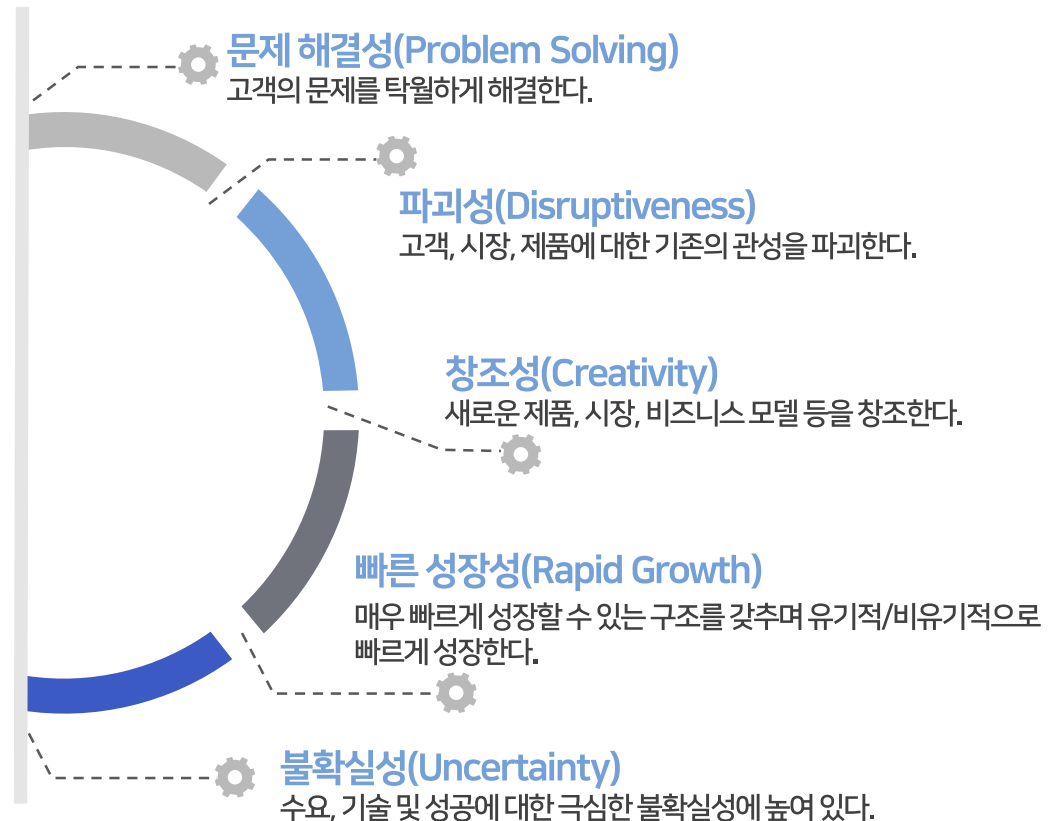 문제 해결성(Problem Solving)
고객의 문제를 탁월하게 해결한다.
파괴성(Disruptiveness)
고객, 시장, 제품에 대한 기존의 관성을 파괴한다.
창조성(Creativity)
새로운 제품, 시장, 비즈니스 모델 등을 창조한다.
빠른 성장성(Rapid Growth)
매우 빠르게 성장할 수 있는 구조를 갖추며 유기적/비유기적으로
빠르게 성장한다.
불확실성(Uncertainty)
수요, 기술 및 성공에 대한 극심한 불확실성에 높여 있다.